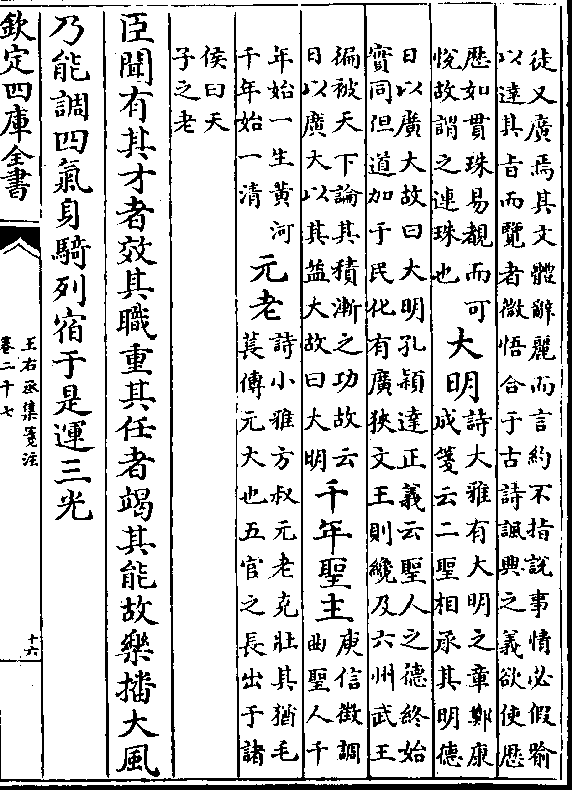 徒又廣焉其文體辭麗而言約不指說事情必假喻
以達其旨而覽者微悟合于古詩諷興之義欲使歷
歷如貫珠易覩而可
悅故謂之連珠也
大明
詩大雅有大明之章鄭康
成箋云二聖相承其明德
日以廣大故曰大明孔穎達正義云聖人之德終始
實同但道加于民化有廣狹文王則纔及六州武王
徧被天下論其積漸之功故云
日以廣大以其益大故曰大明
千年聖主
庾信徵調
曲聖人千
年始一生黄河
千年始一清
元老
詩小雅方叔元老克壯其猶毛
萇傳元大也五官之長出于諸
侯曰天
子之老
臣聞有其才者效其職重其任者竭其能故樂播大風
乃能調四氣身騎列宿于是運三光
欽定四庫全書
王右丞集箋注
卷二十七
十六